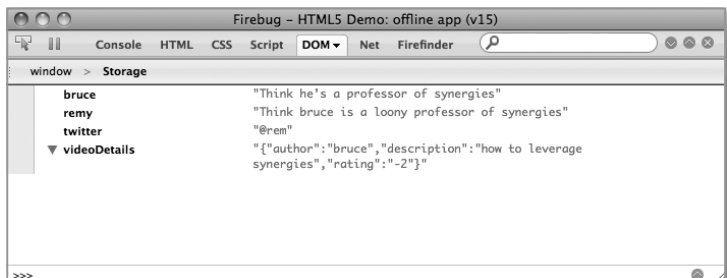 Firebug – HTML5 Demo: offline app (v15)
Console HTML CSS Script DOM Net Firefinder
window > Storage
bruce "Think he's a professor of synergies"
remy "Think bruce is a loony professor of synergies"
twitter "@rem"
videoDetails "{"author":"bruce","description":"how to leverage
synergies","rating":"-2"}"
>>>